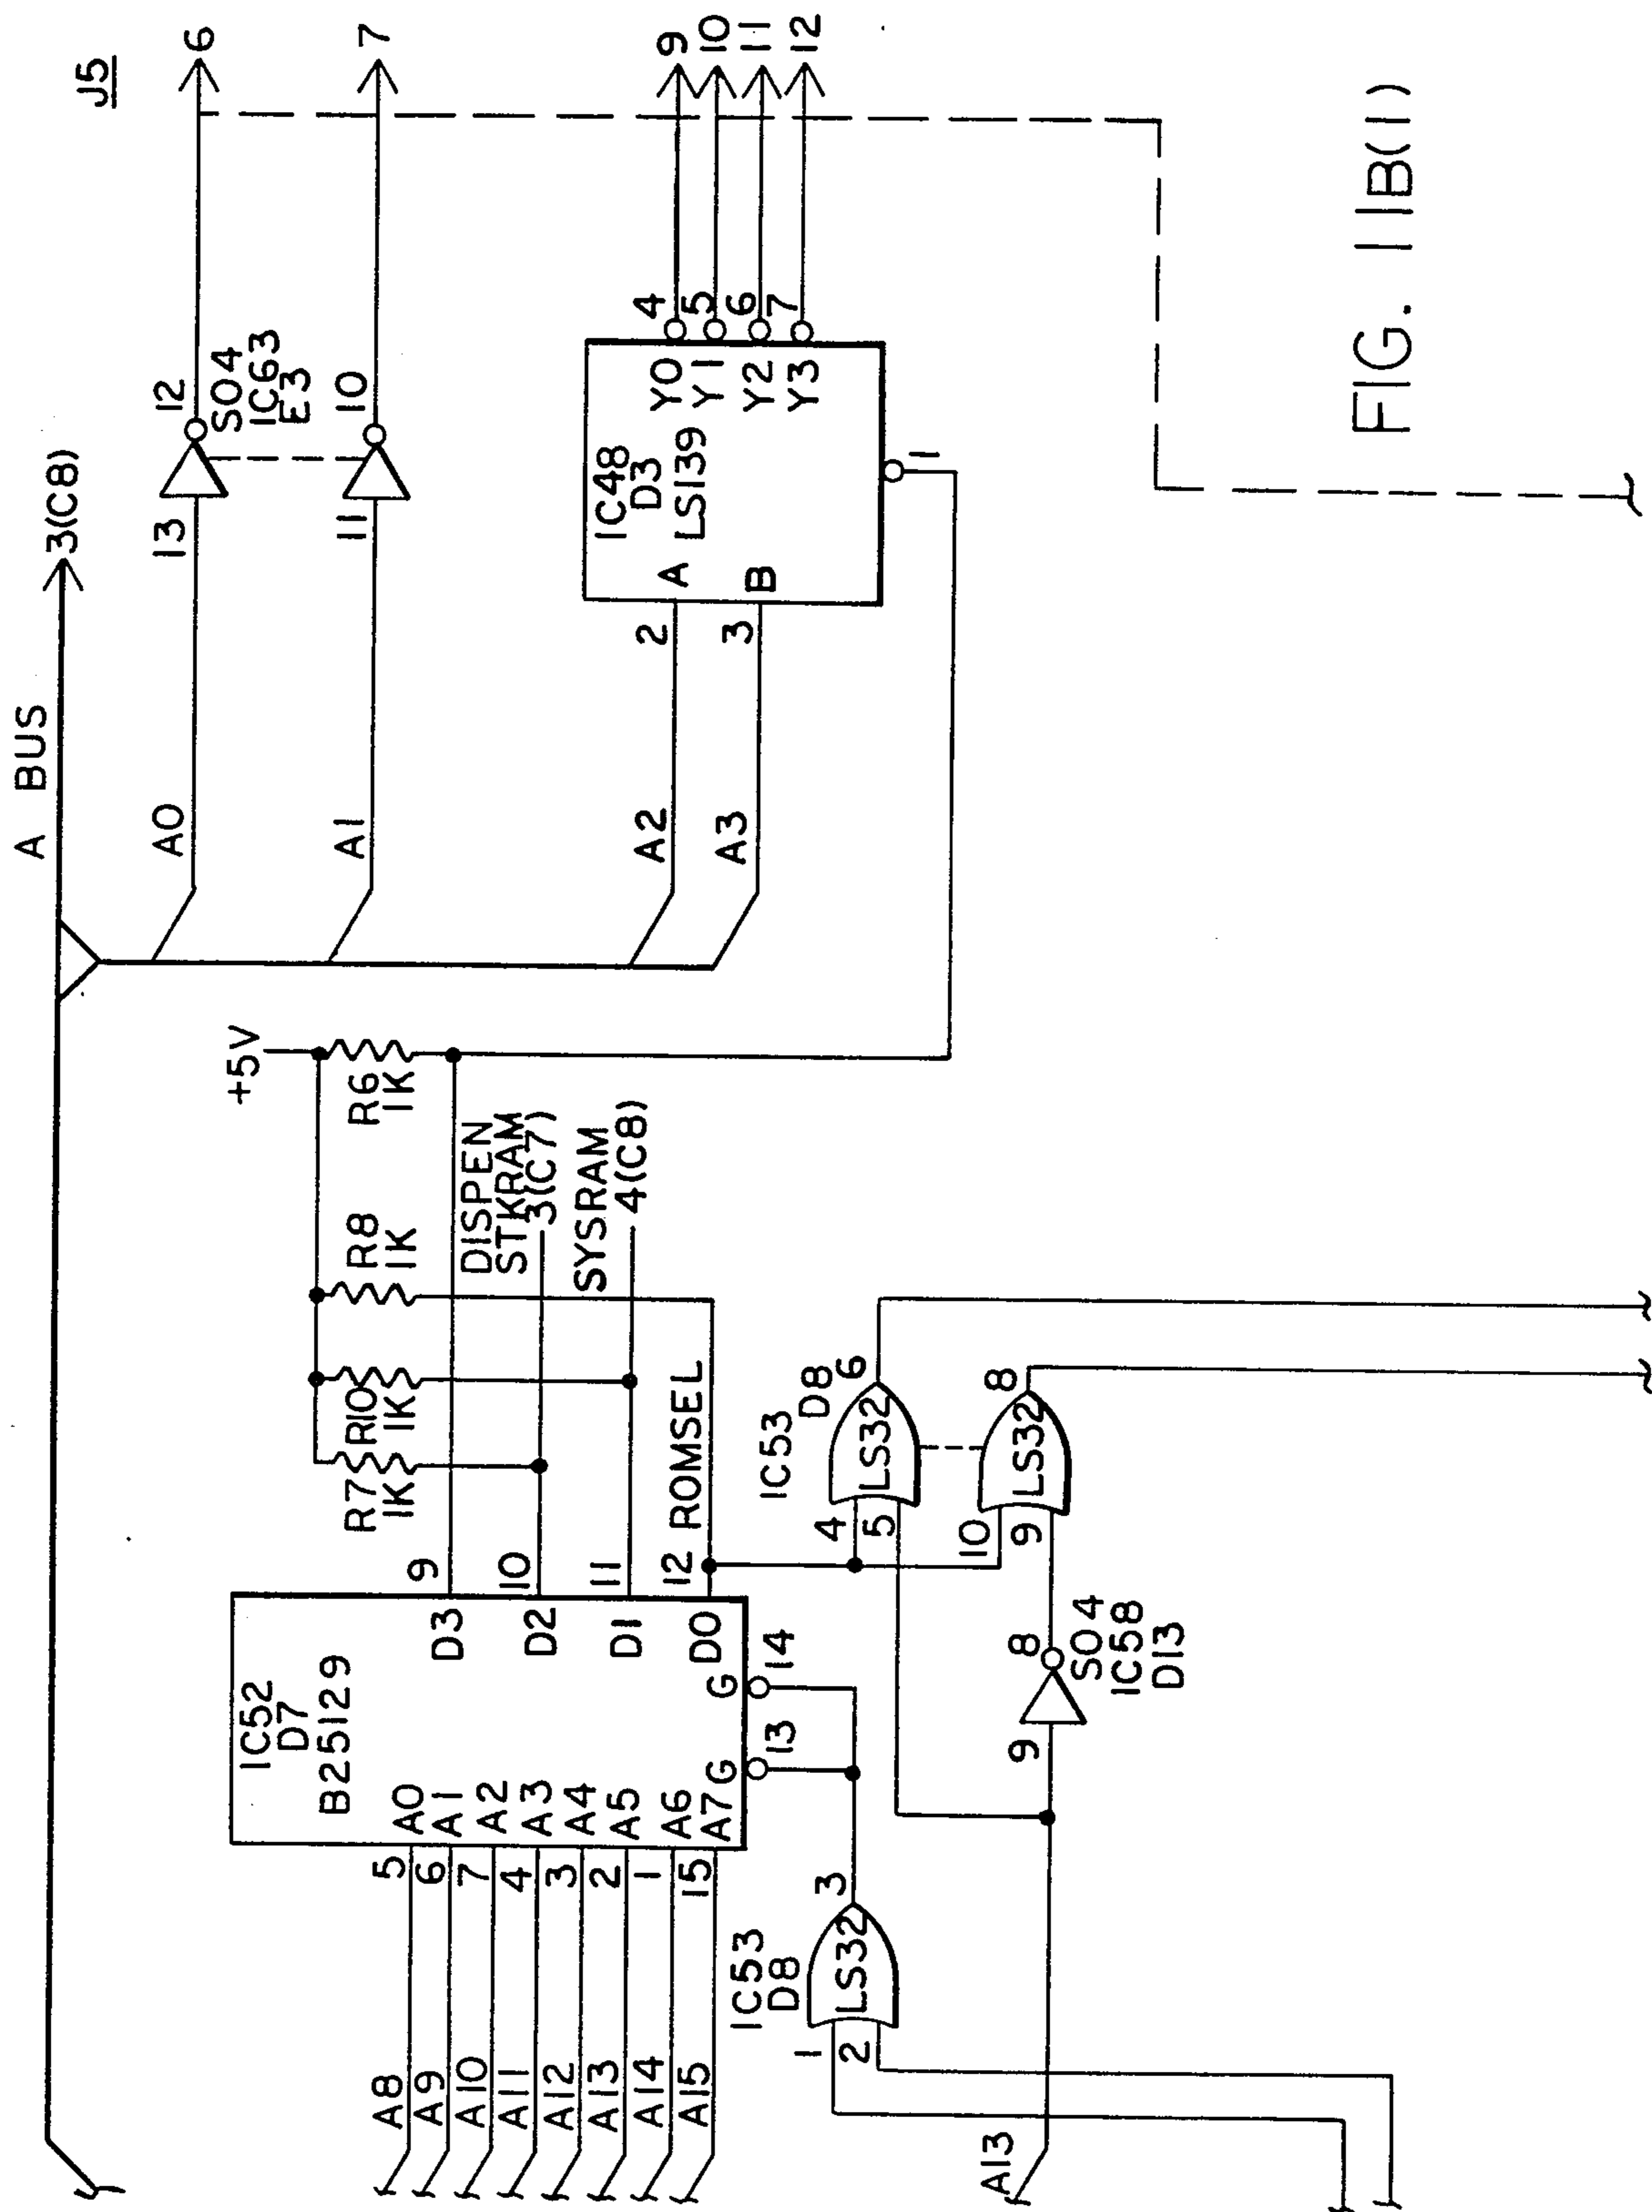 A BUS
3(C8)
J5
A0
13
12
SO4
IC63
E3
6
A1
11
10
7
A2
2
A3
3
IC48
D3
LS139
A
B
Y0
Y1
Y2
Y3
4
5
6
7
9
10
11
12
1
+5V
R6
1K
R8
1K
R10
1K
R7
1K
DISPEN
STKRAM
3(C7)
SYSRAM
4(C8)
ROMSEL
IC52
D7
B25129
A8
A9
A10
A11
A12
A13
A14
A15
5
6
7
4
3
2
1
15
A0
A1
A2
A3
A4
A5
A6
A7
D3
D2
D1
D0
9
10
11
12
G
G
13
14
IC53
D8
LS32
1
2
3
IC53
D8
LS32
4
5
6
LS32
10
9
8
A13
9
8
SO4
IC58
D13
FIG. 11B(1)